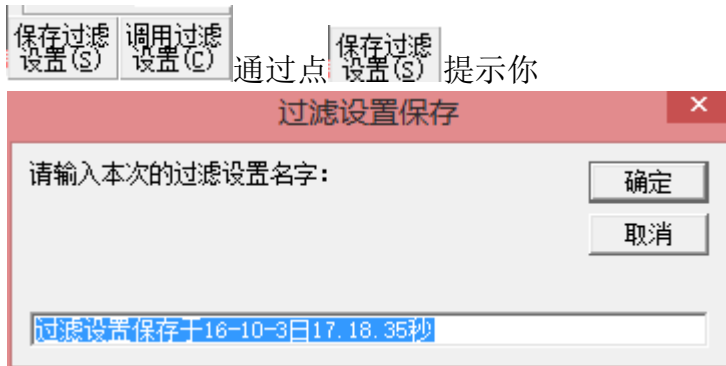 保存过滤设置(S) 调用过滤设置(C) 通过点 保存过滤设置(S) 提示你
过滤设置保存
请输入本次的过滤设置名字：
确定
取消
过滤设置保存于16-10-3日17.18.35秒